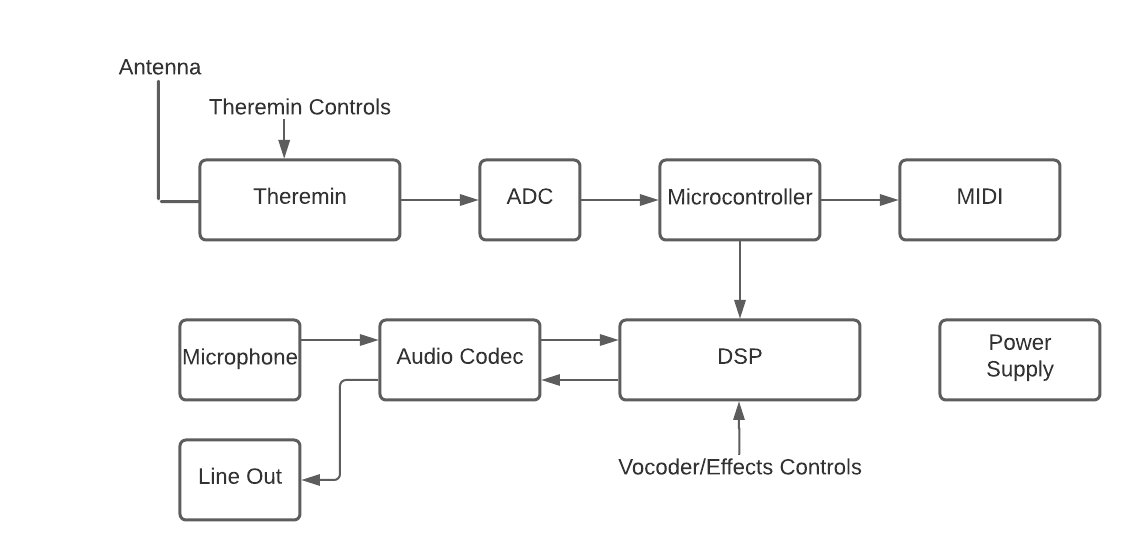 Antenna
Theremin Controls
Theremin
ADC
Microcontroller
MIDI
Microphone
Audio Codec
DSP
Power
Supply
Line Out
Vocoder/Effects Controls